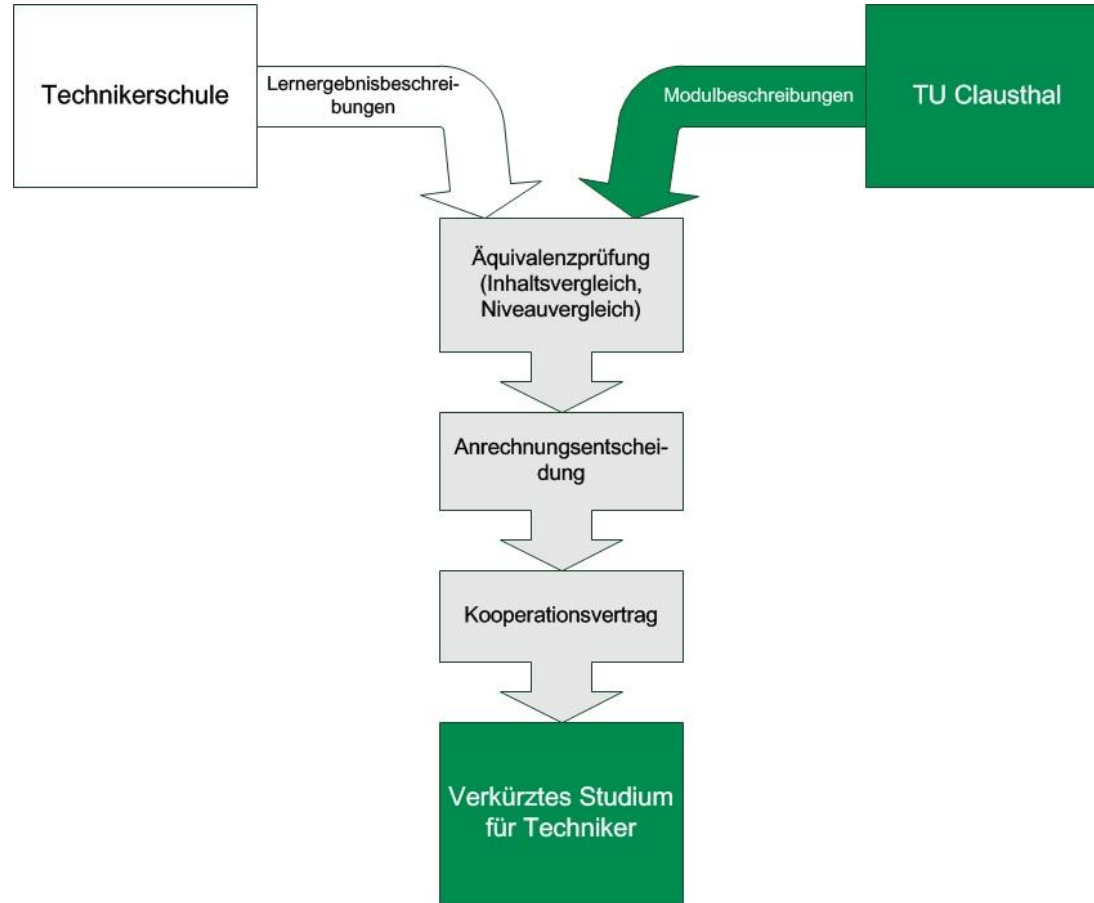 Technikerschule
Lernergebnisbeschrei-
bungen
Modulbeschreibungen
TU Clausthal
Äquivalenzprüfung
(Inhaltsvergleich,
Niveauvergleich)
Anrechnungsentschei-
dung
Kooperationsvertrag
Verkürztes Studium
für Techniker